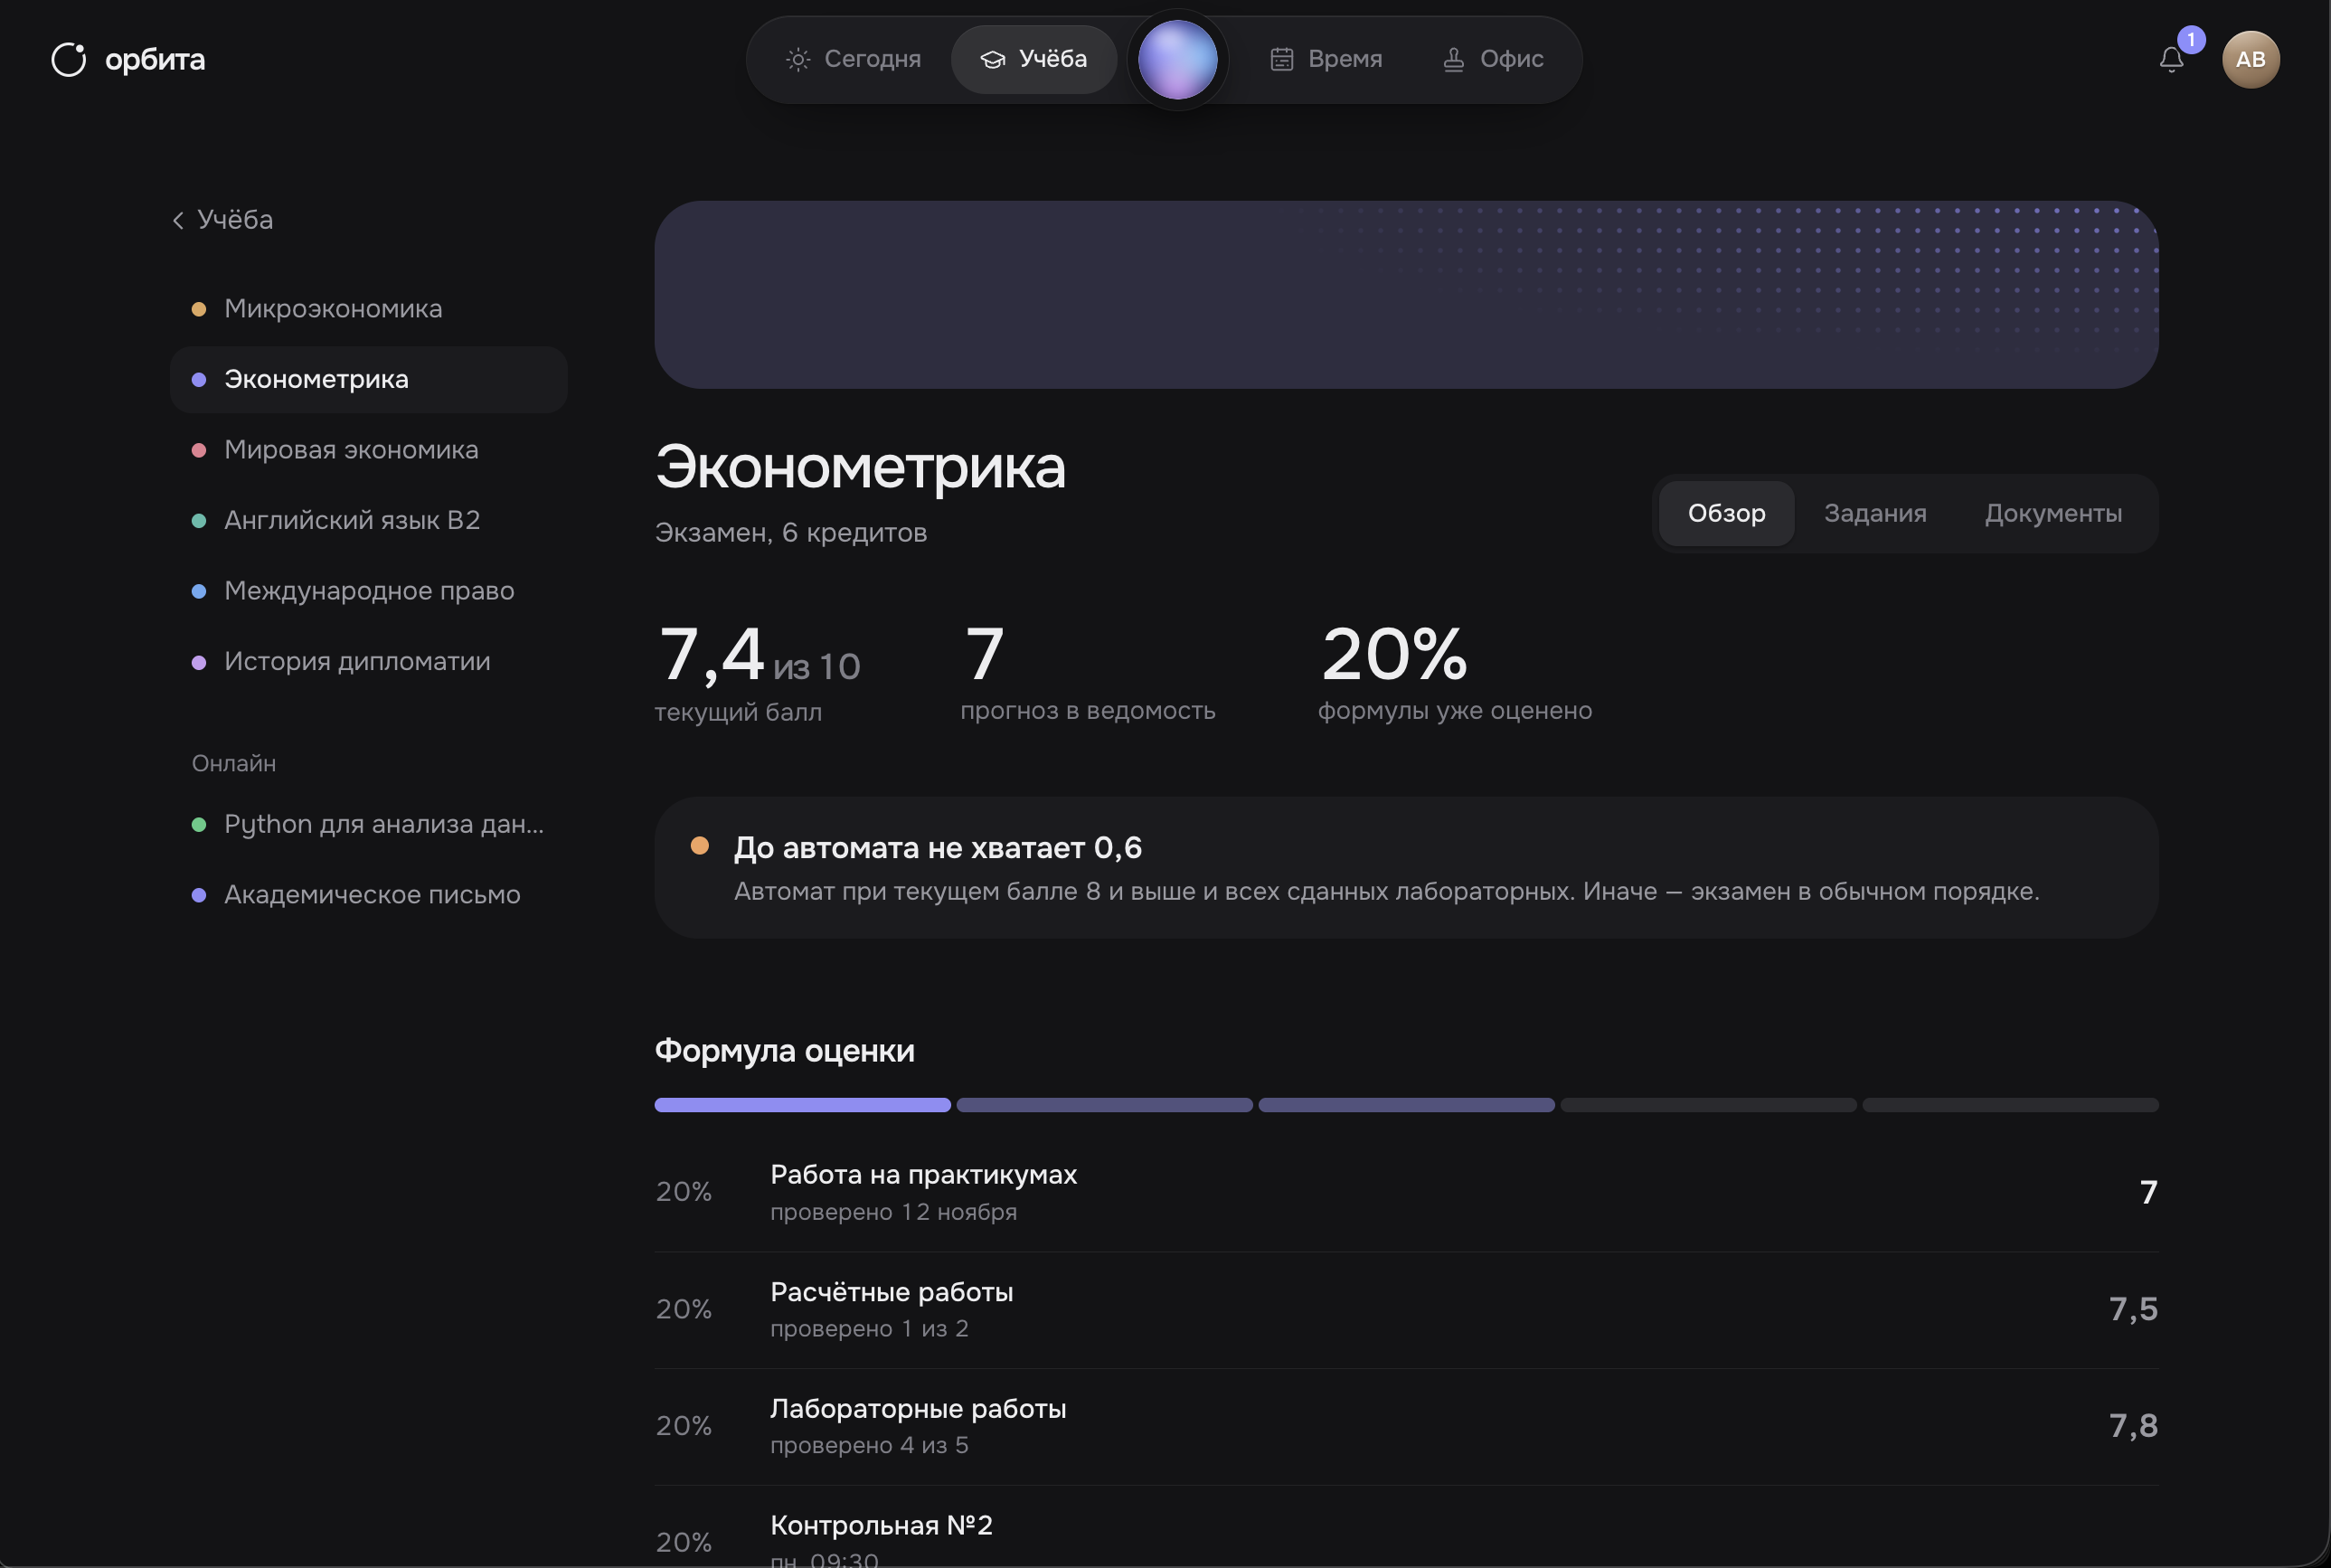 орбита
Сегодня
Учёба
Время
Офис
1
АВ
Учёба
Микроэкономика
Эконометрика
Мировая экономика
Английский язык B2
Международное право
История дипломатии
Онлайн
Python для анализа дан...
Академическое письмо
Эконометрика
Экзамен, 6 кредитов
Обзор
Задания
Документы
7,4 из 10
текущий балл
7
прогноз в ведомость
20%
формулы уже оценено
До автомата не хватает 0,6
Автомат при текущем балле 8 и выше и всех сданных лабораторных. Иначе — экзамен в обычном порядке.
Формула оценки
20%
Работа на практикумах
проверено 12 ноября
7
20%
Расчётные работы
проверено 1 из 2
7,5
20%
Лабораторные работы
проверено 4 из 5
7,8
20%
Контрольная №2
пн, 09:30